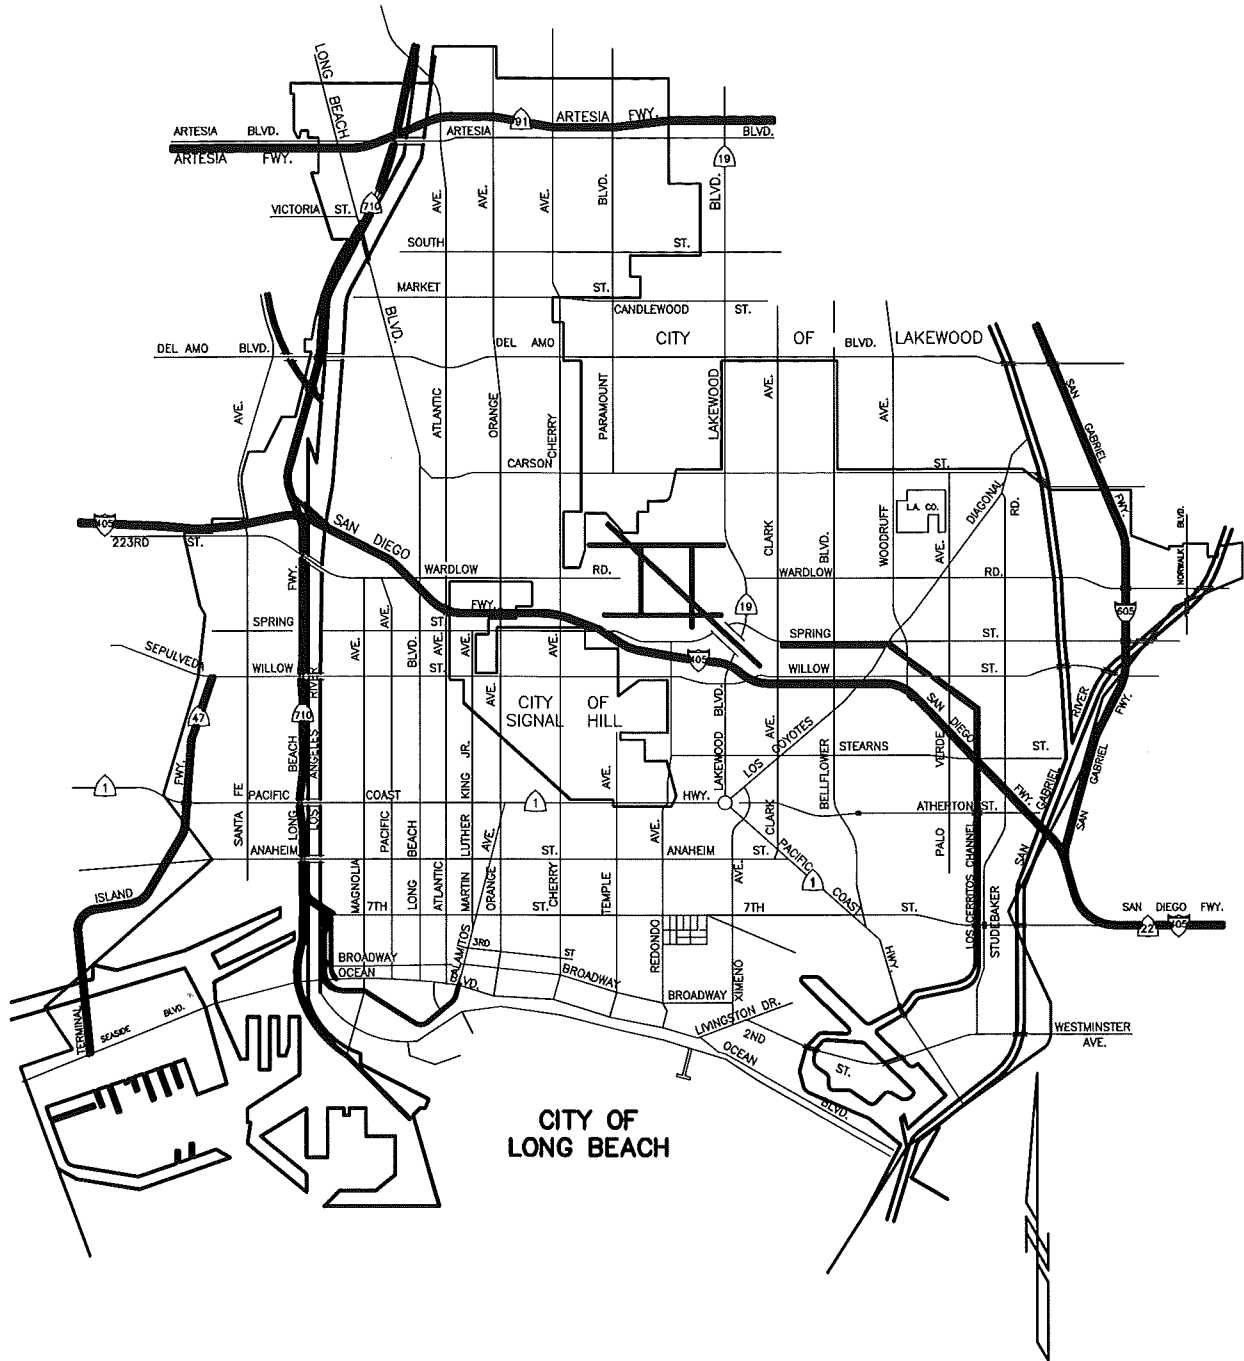 LONG BEACH
BLVD.
ARTESIA BLVD.
ARTESIA FWY.
ARTESIA FWY.
91
ARTESIA BLVD.
19
VICTORIA ST.
710
AVE.
AVE.
AVE.
BLVD.
BLVD.
SOUTH ST.
MARKET ST.
CANDLEWOOD ST.
CITY OF LAKEWOOD
DEL AMO BLVD.
DEL AMO
BLVD.
AVE.
ATLANTIC
ORANGE
CHERRY
PARAMOUNT
LAKEWOOD
AVE.
AVE.
SAN GABRIEL FWY.
CARSON ST.
LA. CO.
DIAGONAL
RD.
405
SAN DIEGO
FWY.
223RD ST.
CLARK
BLVD.
WOODRUFF
AVE.
NORWALK BLVD.
WARDLOW RD.
WARDLOW RD.
FWY.
19
605
SPRING ST.
SPRING ST.
AVE.
AVE.
BLVD.
AVE.
AVE.
AVE.
SEPULVEDA
WILLOW ST.
405
WILLOW ST.
RIVER
AVE.
CITY OF
SIGNAL HILL
BLVD.
AVE.
SAN DIEGO
FWY.
RIVER
FWY.
47
710
FWY.
LONG BEACH
LOS ANGELES
LOS COYOTES
STEARNS ST.
VERDE
GABRIEL
SAN GABRIEL
1
PACIFIC COAST
1
HWY.
ATHERTON ST.
SANTA FE
PACIFIC
BEACH
MARTIN LUTHER KING JR.
AVE.
AVE.
LAKEWOOD
CLARK
BELLFLOWER
PALO
ANAHEIM ST.
ANAHEIM ST.
AVE.
AVE.
PACIFIC COAST
1
HWY.
SAN
ISLAND
MAGNOLIA
LONG
ATLANTIC
ORANGE
CHERRY
TEMPLE
7TH ST.
7TH ST.
LOS CERRITOS CHANNEL
STUDEBAKER
SAN DIEGO FWY.
22
405
ALAMITOS
BLVD.
3RD ST
REDONDO
XIMENO
BROADWAY
OCEAN
BROADWAY
BROADWAY
LIVINGSTON DR.
TERMINAL
SEASIDE BLVD.
2ND
ST.
WESTMINSTER
AVE.
OCEAN
BLVD.
CITY OF
LONG BEACH